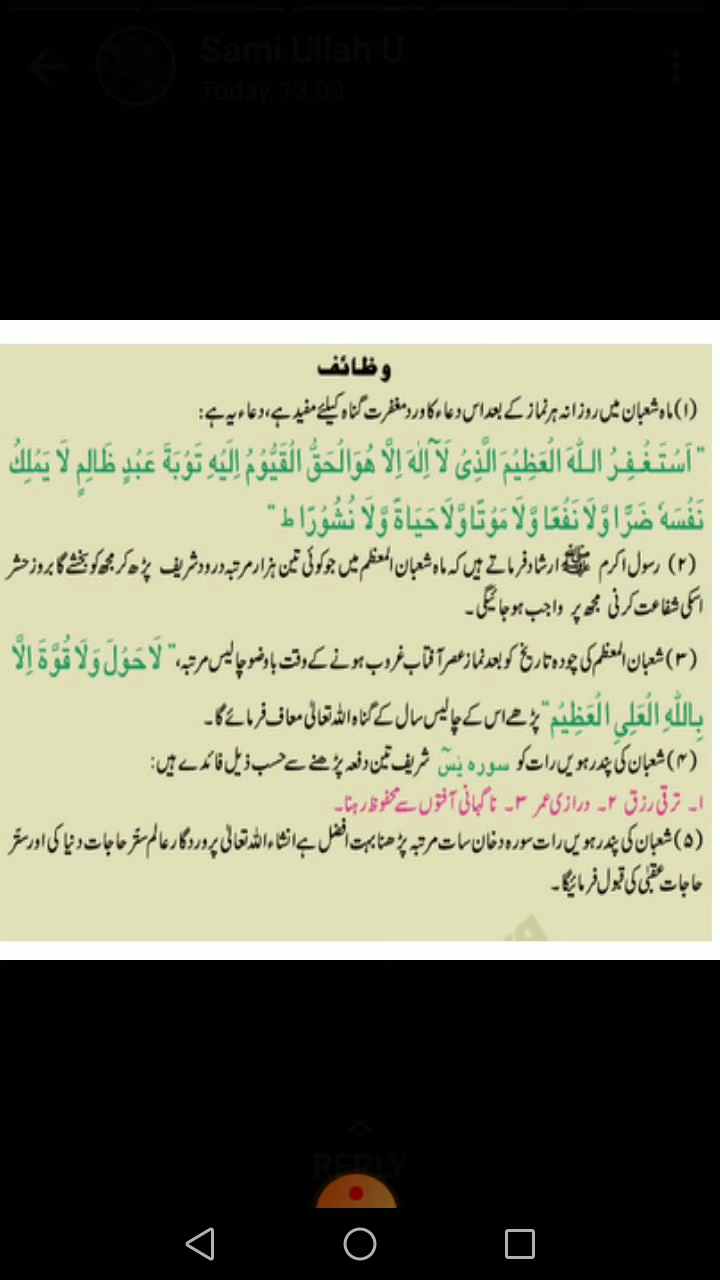 Sami Ullah U
Today, 13:09
وظائف
(۱) ماہ شعبان میں روزانہ ہر نماز کے بعد اس دعاء کا ورد مغفرت گناہ کیلئے مفید ہے، دعاء یہ ہے:
"اَسْتَغْفِرُ اللّٰهَ الْعَظِيْمَ الَّذِىْ لَآ اِلٰهَ اِلَّا هُوَ الْحَىُّ الْقَيُّوْمُ اِلَيْهِ تَوْبَةَ عَبْدٍ ظَالِمٍ لَا يَمْلِكُ
نَفْسَهٗ ضَرًّا وَّلَا نَفْعًا وَّلَا مَوْتًا وَّلَا حَيَاةً وَّلَا نُشُوْرًا ط"
(۲) رسول اکرم ﷺ ارشاد فرماتے ہیں کہ ماہ شعبان المعظم میں جو کوئی تین ہزار مرتبہ درود شریف پڑھ کر مجھ کو بخشے گا بروز حشر
اسکی شفاعت کرنی مجھ پر واجب ہو جائیگی۔
(۳) شعبان المعظم کی چودہ تاریخ کو بعد نماز عصر آفتاب غروب ہونے کے وقت با وضو چالیس مرتبہ، "لَا حَوْلَ وَلَا قُوَّةَ اِلَّا
بِاللّٰهِ الْعَلِىِ الْعَظِيْمِ" پڑھے اس کے چالیس سال کے گناہ اللہ تعالیٰ معاف فرمائے گا۔
(۴) شعبان کی پندرہویں رات کو سورہ یٰسٓ شریف تین دفعہ پڑھنے سے حسب ذیل فائدے ہیں:
۱۔ ترقی رزق ۲۔ درازی عمر ۳۔ ناگہانی آفتوں سے محفوظ رہنا۔
(۵) شعبان کی پندرہویں رات سورہ دخان سات مرتبہ پڑھنا بہت افضل ہے انشاء اللہ تعالیٰ پروردگار عالم ستّر حاجات دنیا کی اور ستّر
حاجات عقبیٰ کی قبول فرمائیگا۔
REPLY